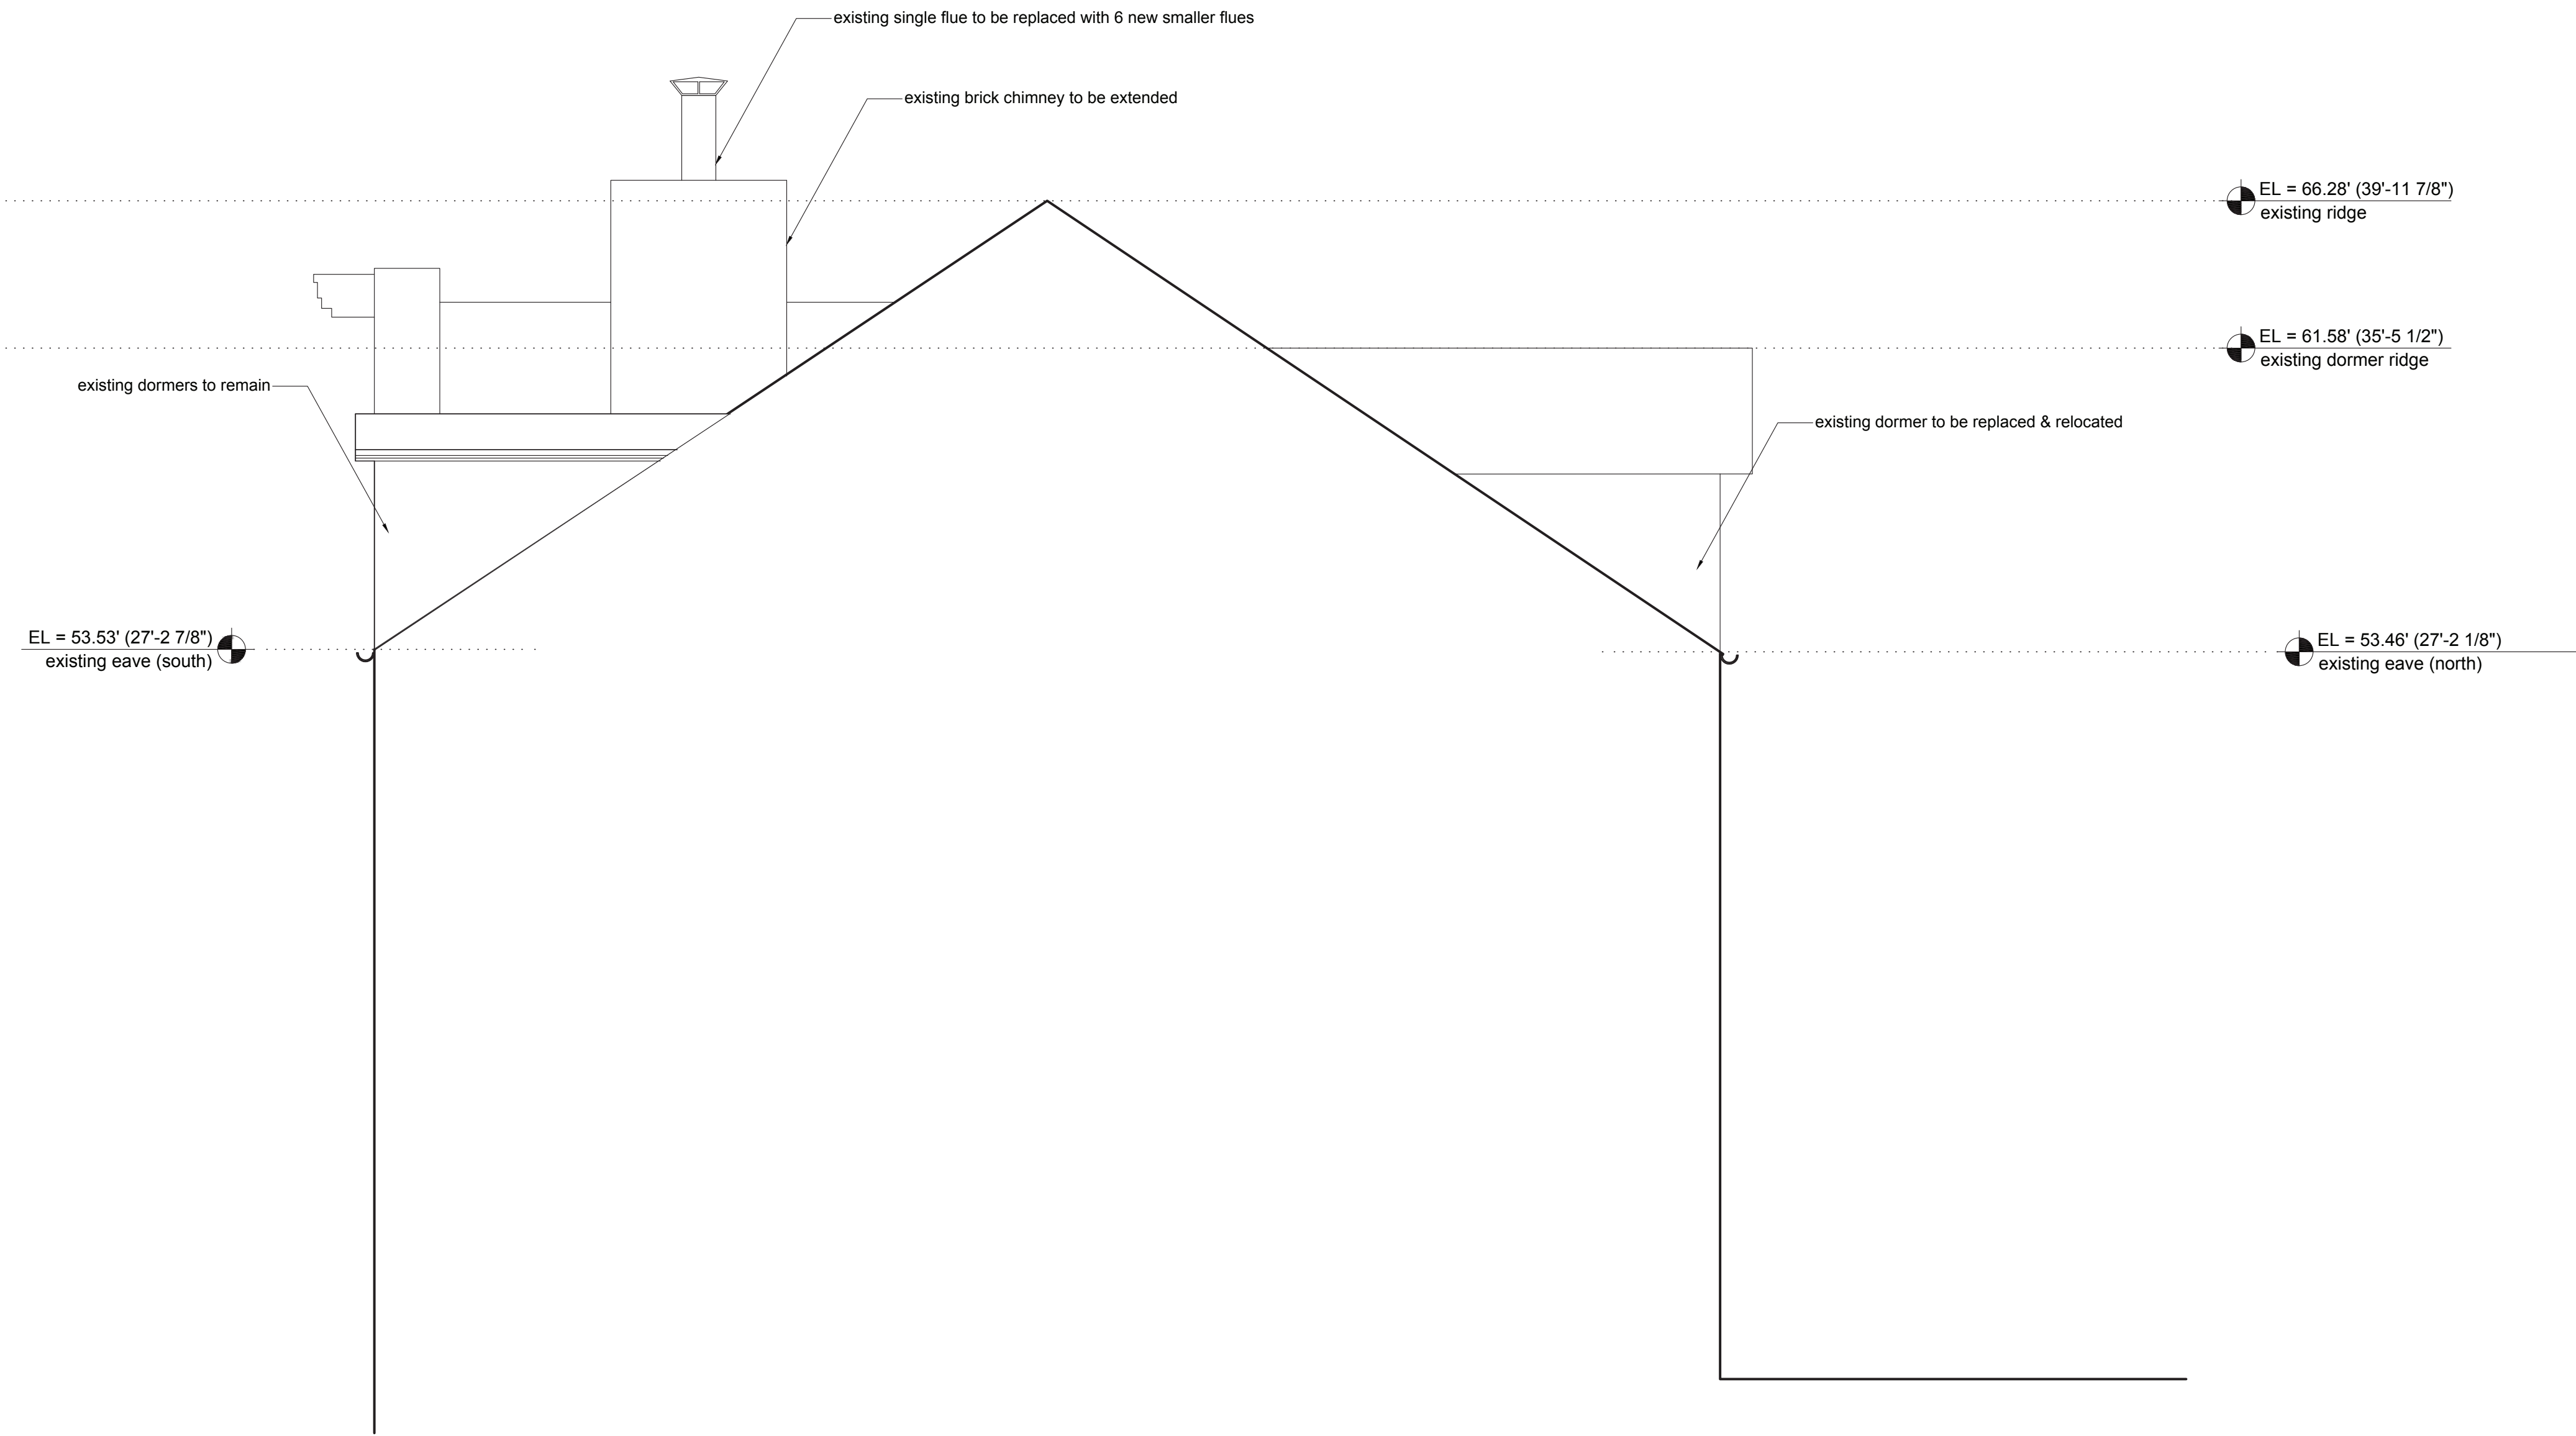 existing single flue to be replaced with 6 new smaller flues
existing brick chimney to be extended
EL = 66.28' (39'-11 7/8")
existing ridge
EL = 61.58' (35'-5 1/2")
existing dormer ridge
existing dormers to remain
existing dormer to be replaced & relocated
EL = 53.53' (27'-2 7/8")
existing eave (south)
EL = 53.46' (27'-2 1/8")
existing eave (north)